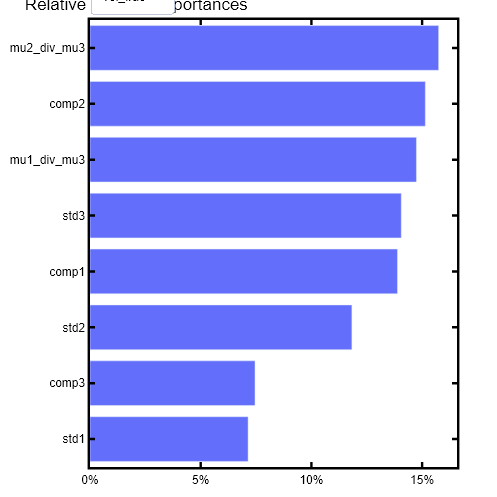 Relative portances
mu2_div_mu3
comp2
mu1_div_mu3
std3
comp1
std2
comp3
std1
0% 5% 10% 15%